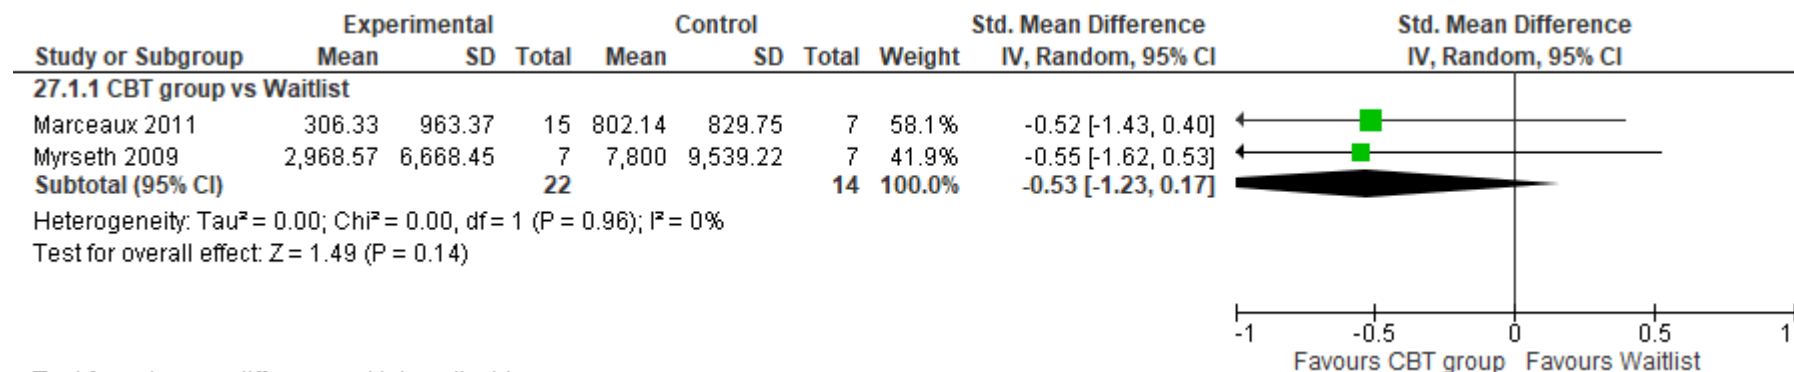 Experimental Control Std. Mean Difference Std. Mean Difference
Study or Subgroup Mean SD Total Mean SD Total Weight IV, Random, 95% CI IV, Random, 95% CI
27.1.1 CBT group vs Waitlist
Marceaux 2011 306.33 963.37 15 802.14 829.75 7 58.1% -0.52 [-1.43, 0.40]
Myrseth 2009 2,968.57 6,668.45 7 7,800 9,539.22 7 41.9% -0.55 [-1.62, 0.53]
Subtotal (95% CI) 22 14 100.0% -0.53 [-1.23, 0.17]
Heterogeneity: Tau² = 0.00; Chi² = 0.00, df = 1 (P = 0.96); I² = 0%
Test for overall effect: Z = 1.49 (P = 0.14)
-1 -0.5 0 0.5 1
Favours CBT group Favours Waitlist